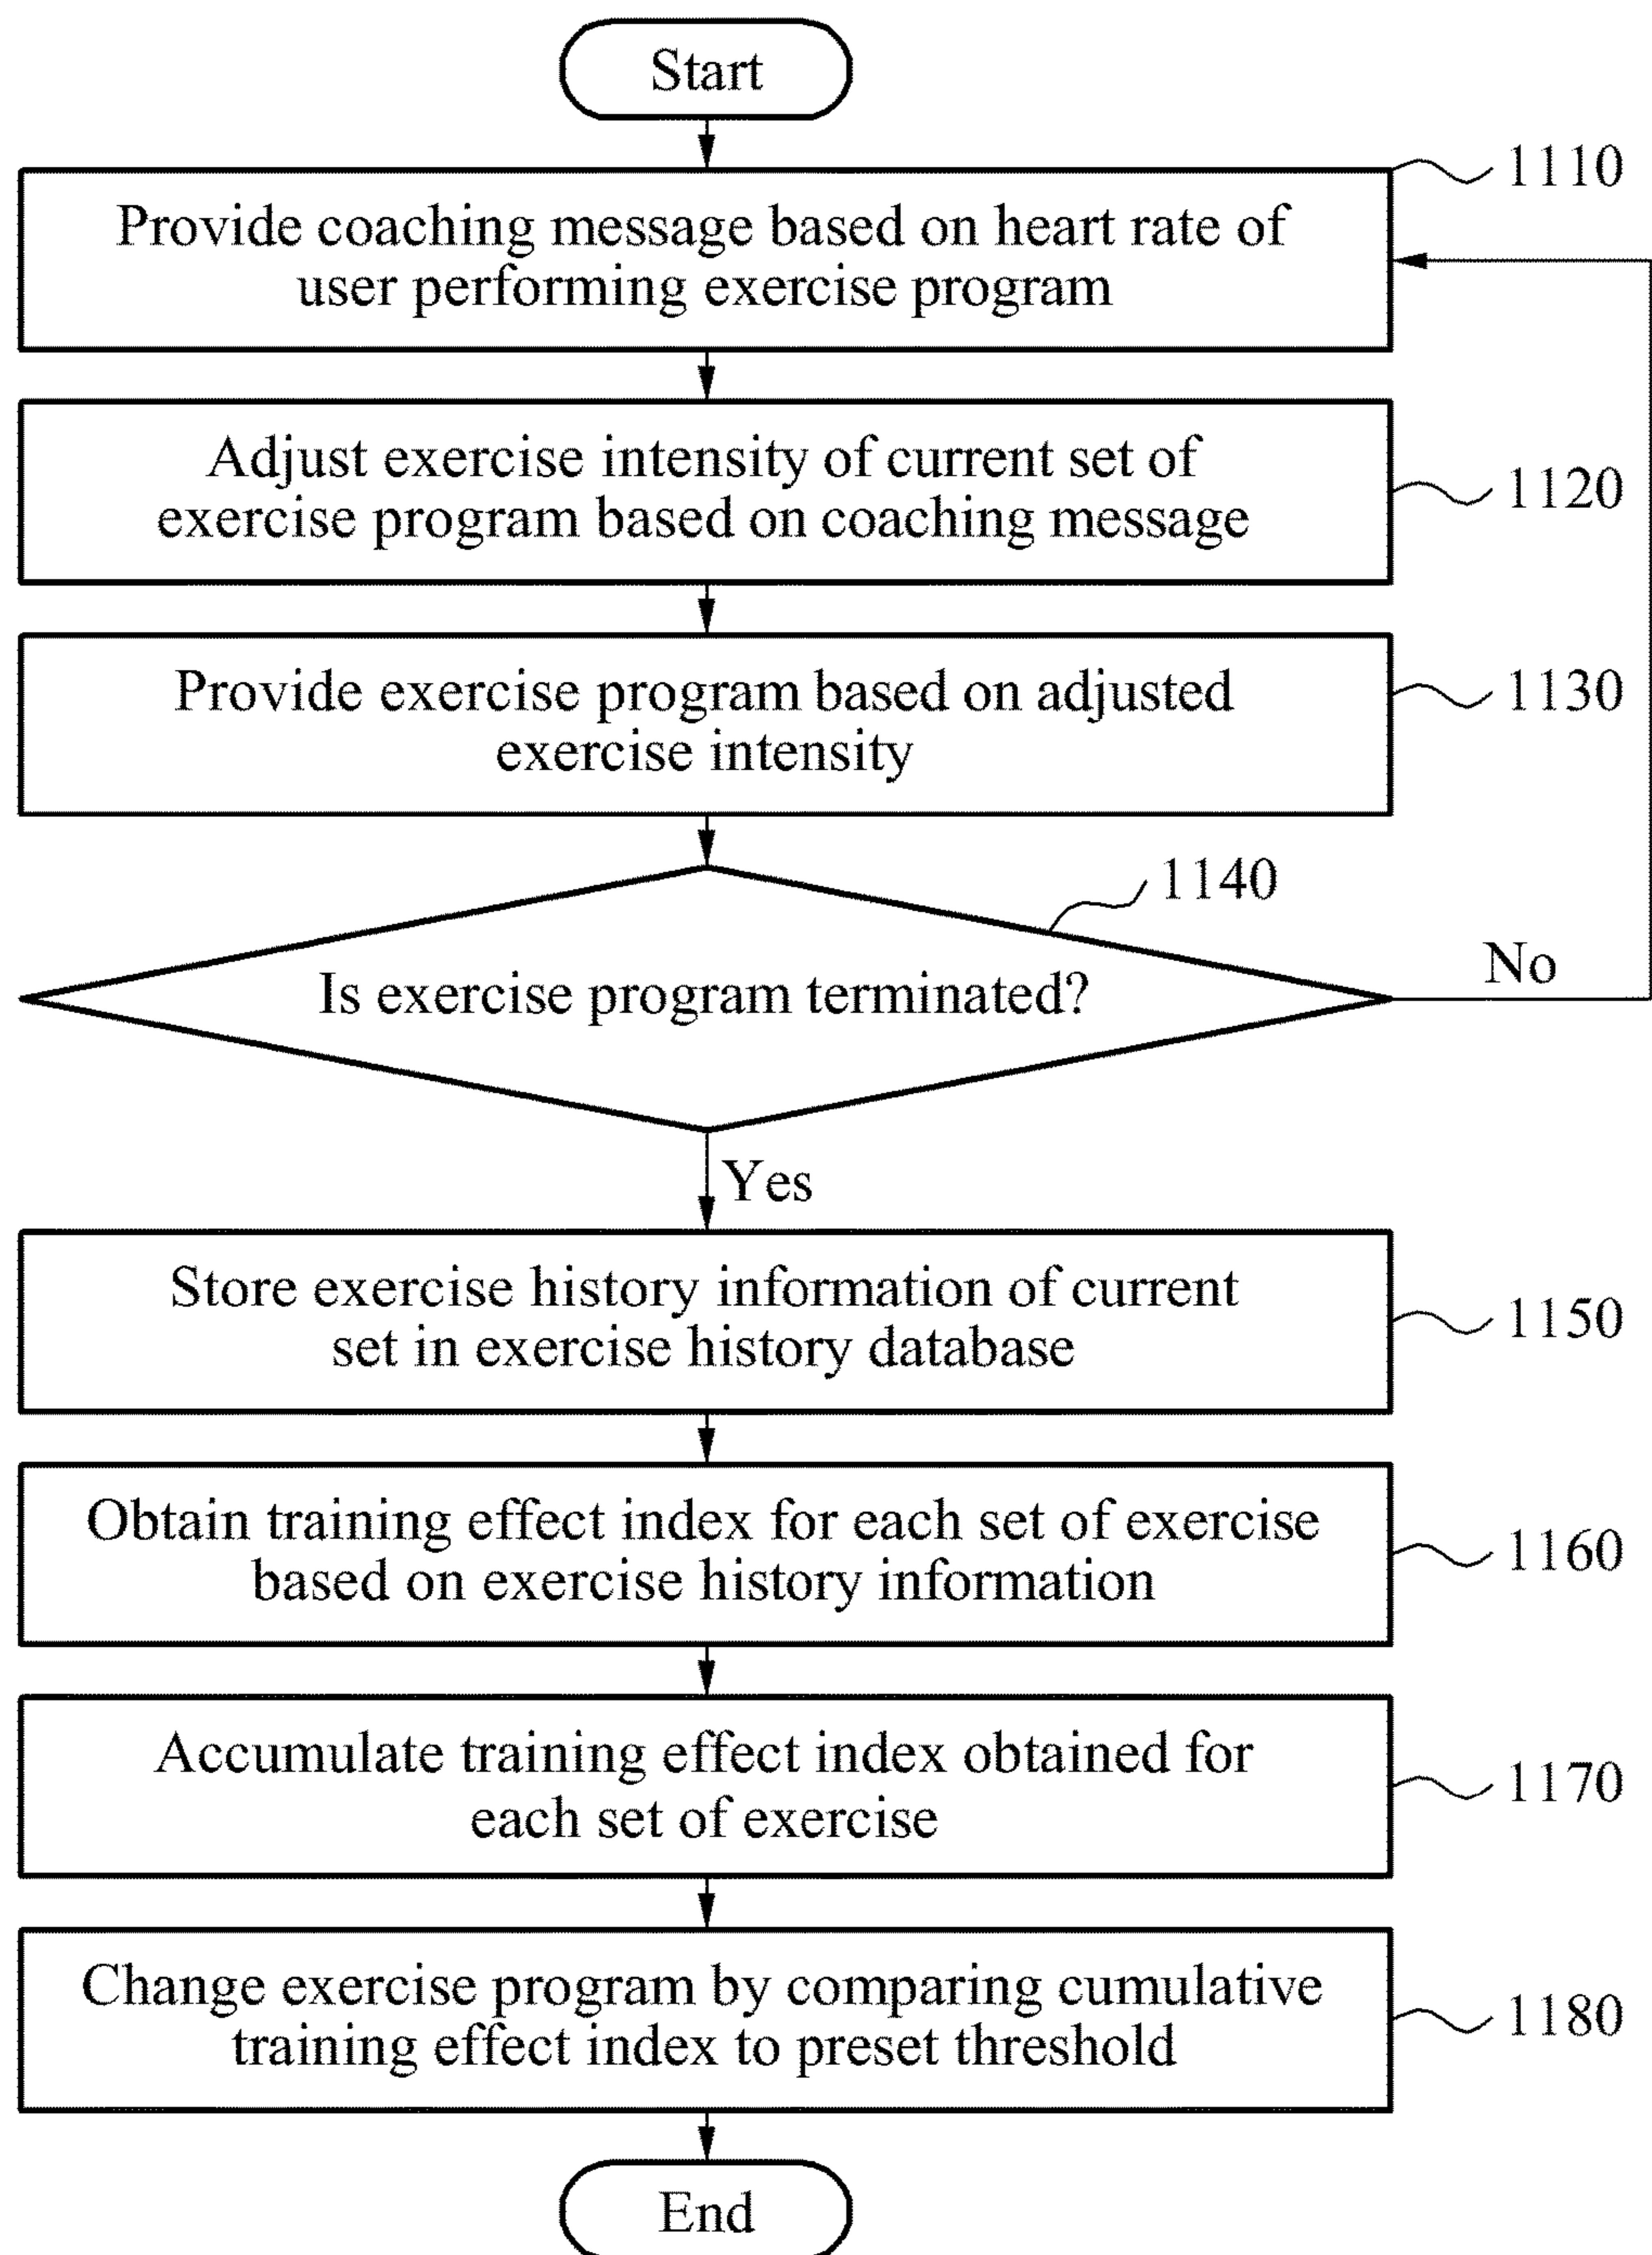 Start
1110
Provide coaching message based on heart rate of
user performing exercise program
Adjust exercise intensity of current set of
exercise program based on coaching message
1120
Provide exercise program based on adjusted
exercise intensity
1130
1140
Is exercise program terminated?
No
Yes
Store exercise history information of current
set in exercise history database
1150
Obtain training effect index for each set of exercise
based on exercise history information
1160
Accumulate training effect index obtained for
each set of exercise
1170
Change exercise program by comparing cumulative
training effect index to preset threshold
1180
End